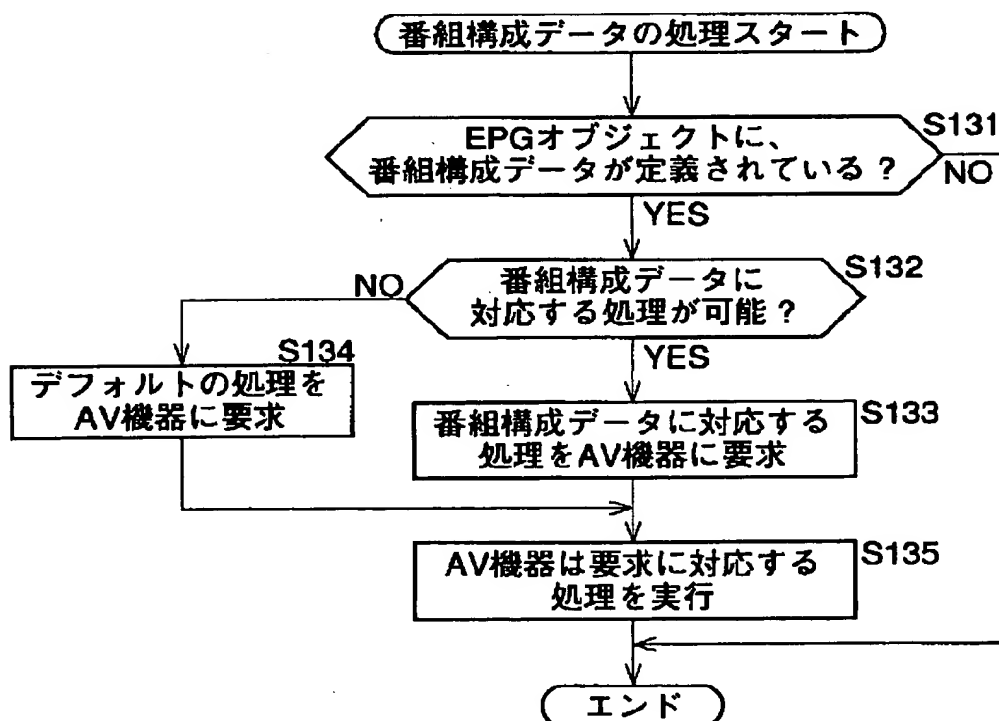 番組構成データの処理スタート
S131
EPGオブジェクトに、
番組構成データが定義されている？
NO
YES
S132
番組構成データに
対応する処理が可能？
NO
YES
S134
デフォルトの処理を
AV機器に要求
S133
番組構成データに対応する
処理をAV機器に要求
S135
AV機器は要求に対応する
処理を実行
エンド